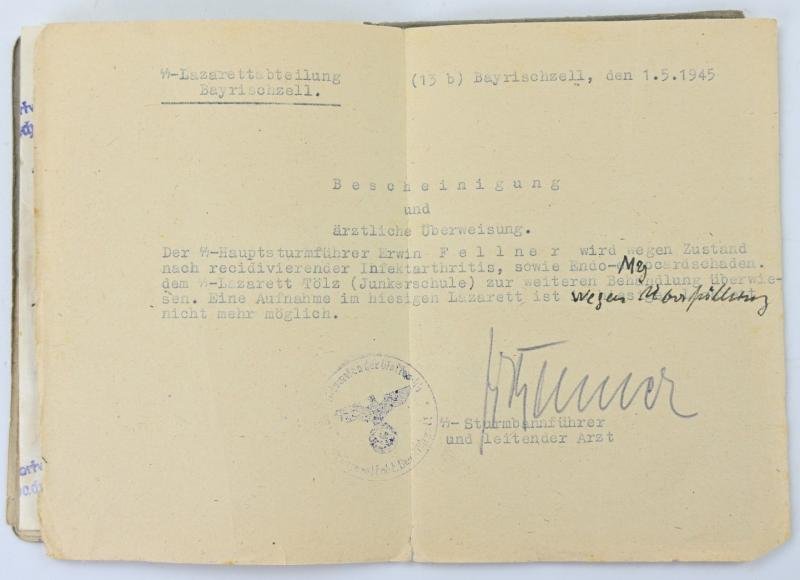 ᛋᛋ-Lazarettabteilung
Bayrischzell.
(13 b) Bayrischzell, den 1.5.1945
Bescheinigung
und
ärztliche Überweisung.
Der ᛋᛋ-Hauptsturmführer Erwin Fellner wird wegen Zustand
nach recidivierender Infektarthritis, sowie Endo- Myocardschaden.
dem ᛋᛋ-Lazarett Tölz (Junkerschule) zur weiteren Behandlung überwie-
sen. Eine Aufnahme im hiesigen Lazarett ist wegen Überfüllung
nicht mehr möglich.
ᛋᛋ-Sturmbannführer
und leitender Arzt